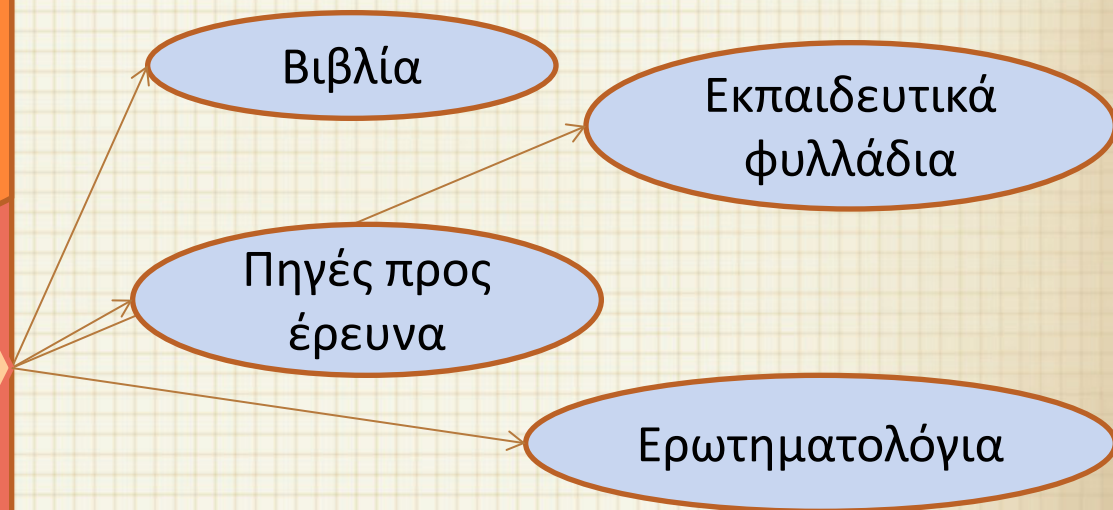 Βιβλία
Εκπαιδευτικά
φυλλάδια
Πηγές προς
έρευνα
Ερωτηματολόγια